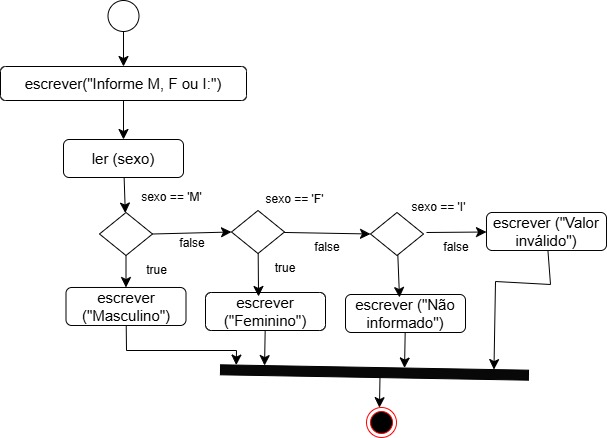 escrever("Informe M, F ou I:")
ler (sexo)
sexo == 'M'
sexo == 'F'
sexo == 'I'
false
false
false
escrever ("Valor
inválido")
true
true
escrever
("Masculino")
escrever
("Feminino")
escrever ("Não
informado")